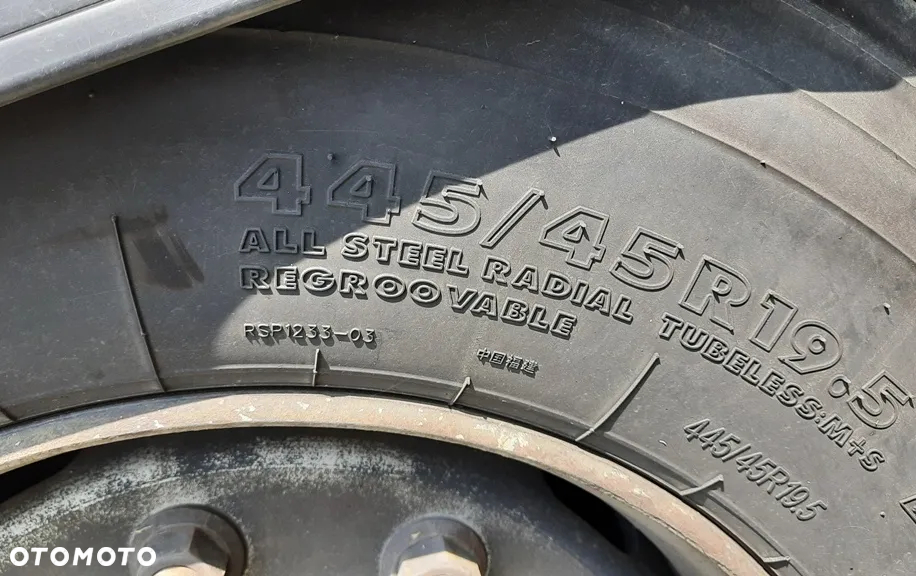 445/45R19.5
ALL STEEL RADIAL TUBELESS:M+S
REGROOVABLE
RSP1233-03
中国福建
445/45R19.5
OTOMOTO